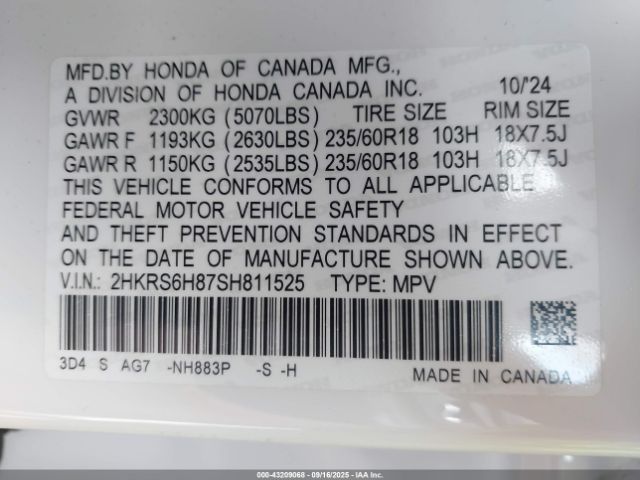 MFD.BY HONDA OF CANADA MFG.,
A DIVISION OF HONDA CANADA INC. 10/'24
GVWR 2300KG (5070LBS) TIRE SIZE RIM SIZE
GAWR F 1193KG (2630LBS) 235/60R18 103H 18X7.5J
GAWR R 1150KG (2535LBS) 235/60R18 103H 18X7.5J
THIS VEHICLE CONFORMS TO ALL APPLICABLE
FEDERAL MOTOR VEHICLE SAFETY
AND THEFT PREVENTION STANDARDS IN EFFECT
ON THE DATE OF MANUFACTURE SHOWN ABOVE.
V.I.N.: 2HKRS6H87SH811525 TYPE: MPV
3D4 S AG7 -NH883P -S -H
MADE IN CANADA
000-43209068 - 09/16/2025 - IAA Corp.